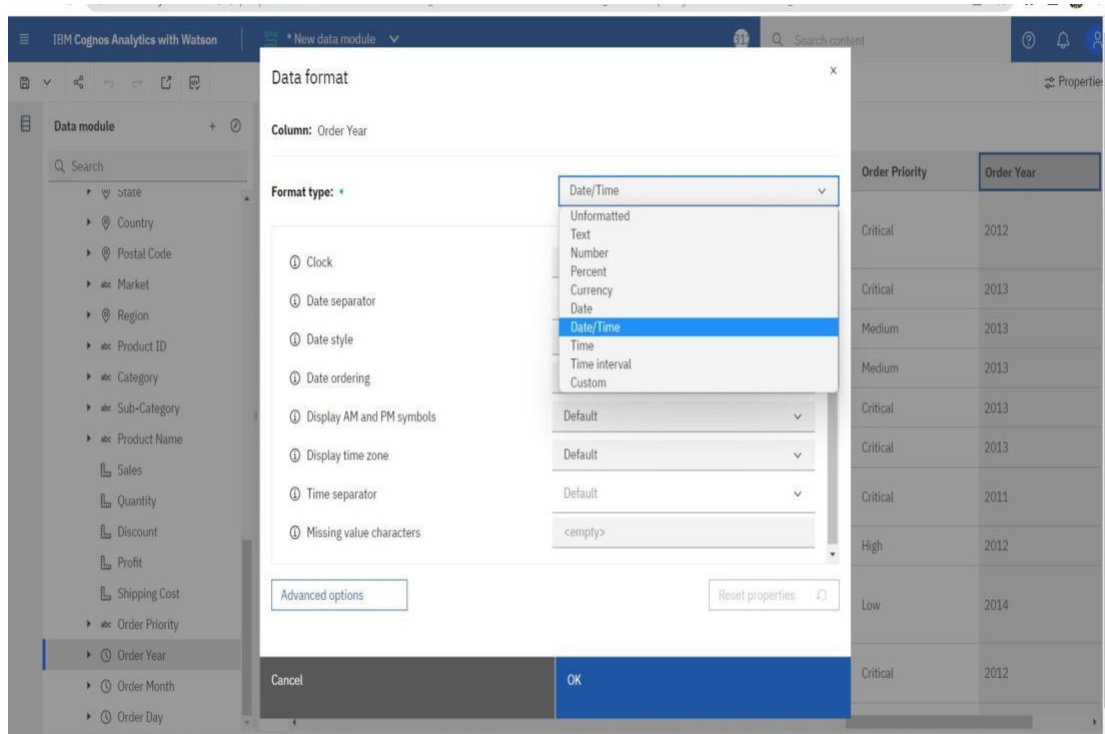 IBM Cognos Analytics with Watson
* New data module
Search content
Properties
Data module
Search
State
Country
Postal Code
abc Market
Region
abc Product ID
abc Category
abc Sub-Category
abc Product Name
Sales
Quantity
Discount
Profit
Shipping Cost
abc Order Priority
Order Year
Order Month
Order Day
Data format
x
Column: Order Year
Format type: *
Date/Time
Unformatted
Text
Number
Percent
Currency
Date
Date/Time
Time
Time interval
Custom
Clock
Date separator
Date style
Date ordering
Display AM and PM symbols Default
Display time zone Default
Time separator Default
Missing value characters <empty>
Advanced options
Reset properties
Cancel
OK
Order Priority Order Year
Critical 2012
Critical 2013
Medium 2013
Medium 2013
Critical 2013
Critical 2013
Critical 2011
High 2012
Low 2014
Critical 2012